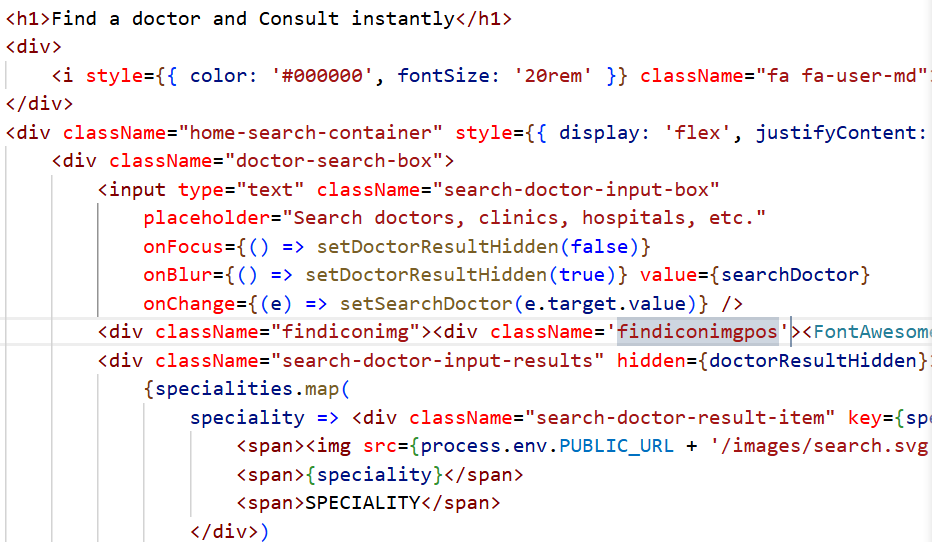 <h1>Find a doctor and Consult instantly</h1>
<div>
    <i style={{ color: '#000000', fontSize: '20rem' }} className="fa fa-user-md"
</div>
<div className="home-search-container" style={{ display: 'flex', justifyContent:
    <div className="doctor-search-box">
        <input type="text" className="search-doctor-input-box"
            placeholder="Search doctors, clinics, hospitals, etc."
            onFocus={() => setDoctorResultHidden(false)}
            onBlur={() => setDoctorResultHidden(true)} value={searchDoctor}
            onChange={(e) => setSearchDoctor(e.target.value)} />
        <div className="findiconimg"><div className='findiconimgpos'><FontAwesom
        <div className="search-doctor-input-results" hidden={doctorResultHidden}
            {specialities.map(
                speciality => <div className="search-doctor-result-item" key={spe
                    <span><img src={process.env.PUBLIC_URL + '/images/search.svg
                    <span>{speciality}</span>
                    <span>SPECIALITY</span>
                </div>)